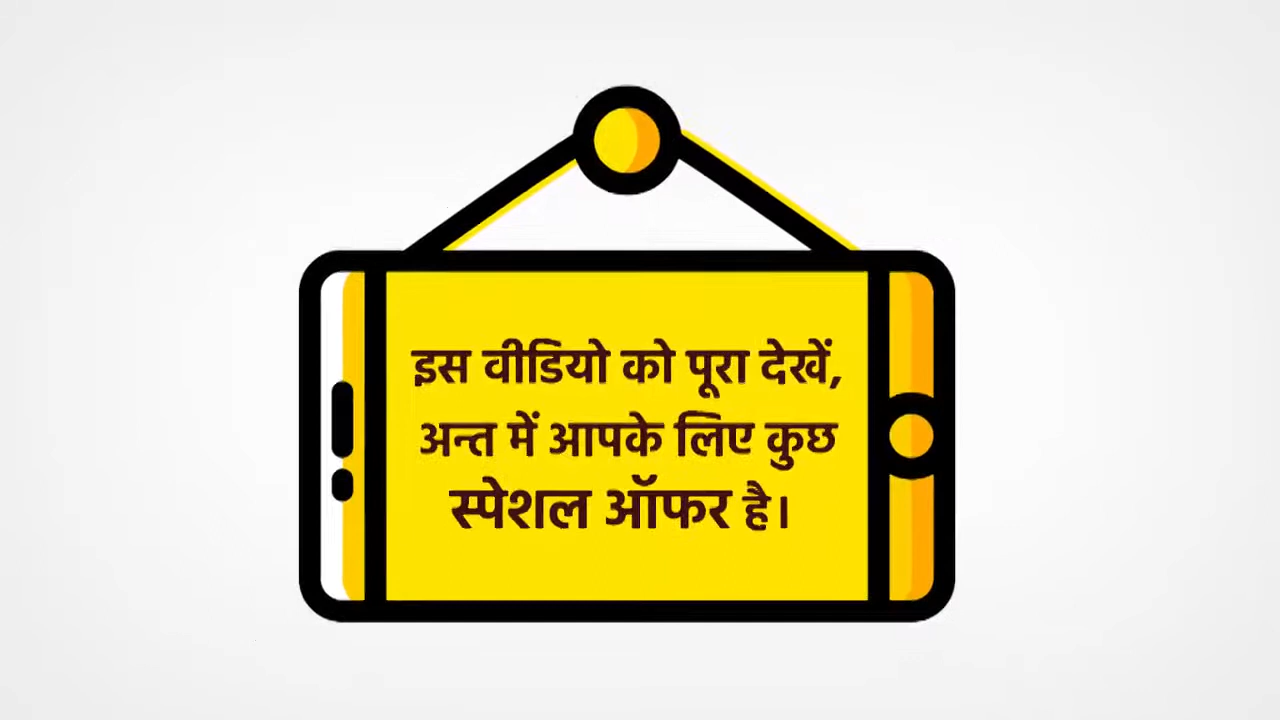 इस वीडियो को पूरा देखें,
अन्त में आपके लिए कुछ
स्पेशल ऑफर है।